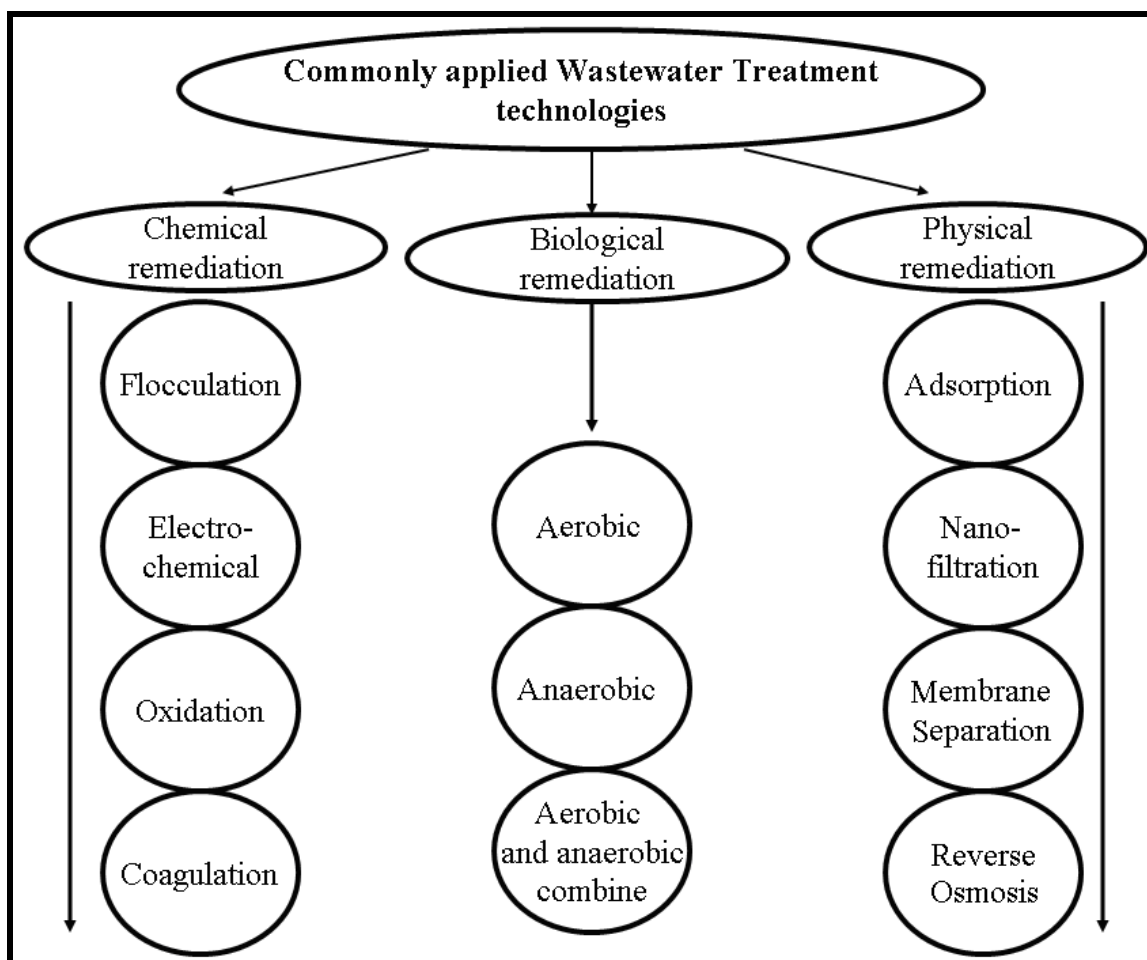 Commonly applied Wastewater Treatment
technologies
Chemical
remediation
Biological
remediation
Physical
remediation
Flocculation
Electro-
chemical
Oxidation
Coagulation
Aerobic
Anaerobic
Aerobic
and anaerobic
combine
Adsorption
Nano-
filtration
Membrane
Separation
Reverse
Osmosis